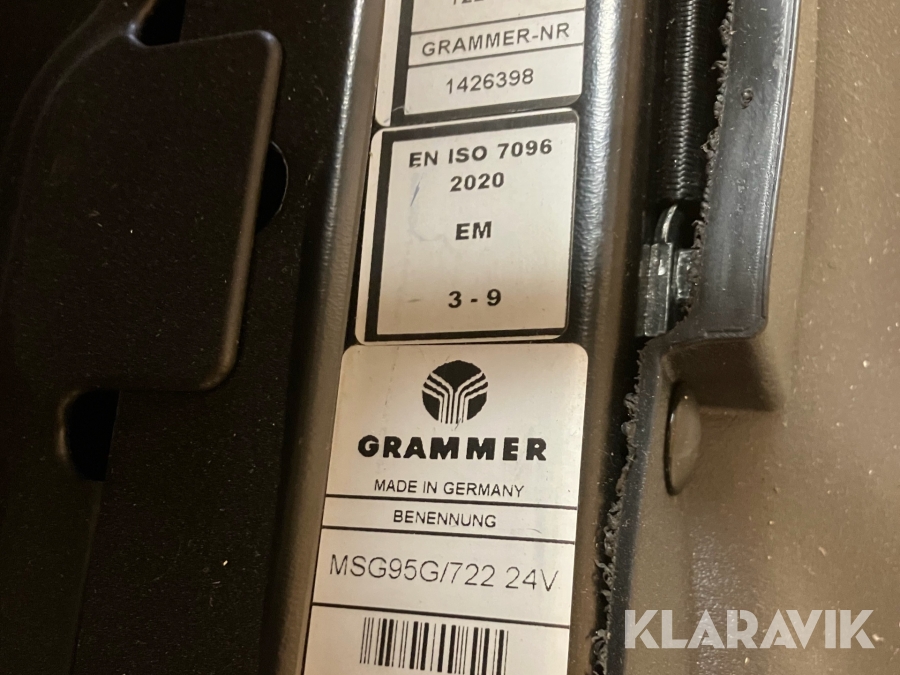 GRAMMER-NR
1426398
EN ISO 7096
2020
EM
3 - 9
GRAMMER
MADE IN GERMANY
BENENNUNG
MSG95G/722 24V
KLARAVIK